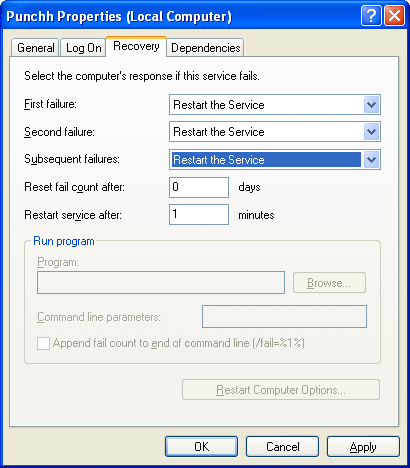 Punchh Properties (Local Computer)
General Log On Recovery Dependencies
Select the computer's response if this service fails.
First failure: Restart the Service
Second failure: Restart the Service
Subsequent failures: Restart the Service
Reset fail count after: 0 days
Restart service after: 1 minutes
Run program
Program:
Browse...
Command line parameters:
Append fail count to end of command line (/fail=%1%)
Restart Computer Options...
OK Cancel Apply